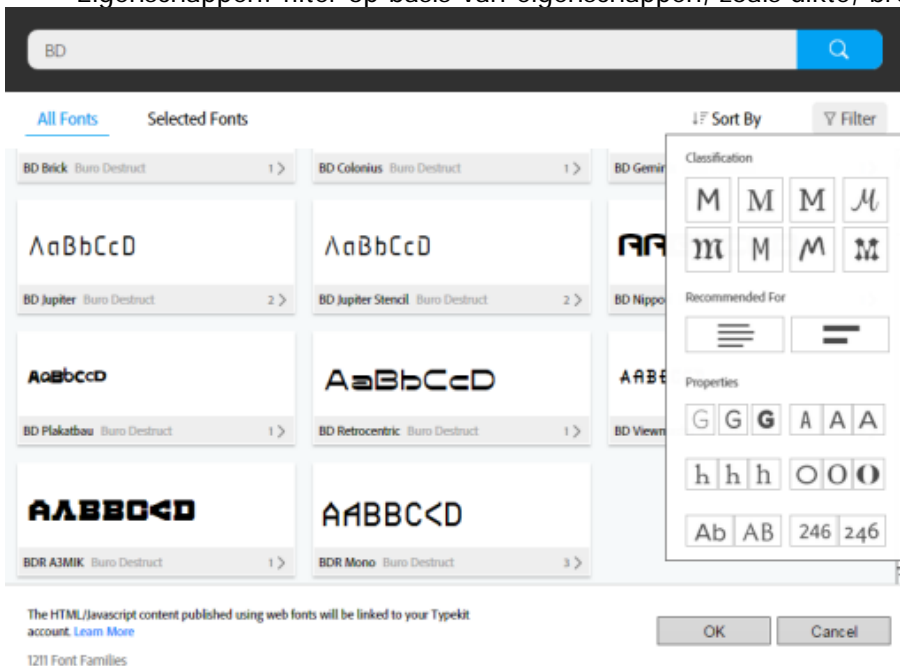 Eigenschappen: filter op basis van eigenschappen, zoals dikte,
BD
All Fonts Selected Fonts Sort By Filter
BD Brick Buro Destruct 1 BD Colonius Buro Destruct 1 BD Gemin
Classification
M M M M
AaBbCcD AaBbCcD
M M M M
BD Jupiter Buro Destruct 2 BD Jupiter Stencil Buro Destruct 2 BD Nippo
Recommended For
AaBbCcD AaBbCcD
Properties
G G G A A A
BD Plakatbau Buro Destruct 1 BD Retrocentric Buro Destruct 1 BD Viewm
h h h O O O
AABBC<D AABBC<D
Ab AB 246 246
BDR A3MIK Buro Destruct 1 BDR Mono Buro Destruct 3
The HTML/Javascript content published using web fonts will be linked to your Typekit
account. Learn More
OK Cancel
1211 Font Families